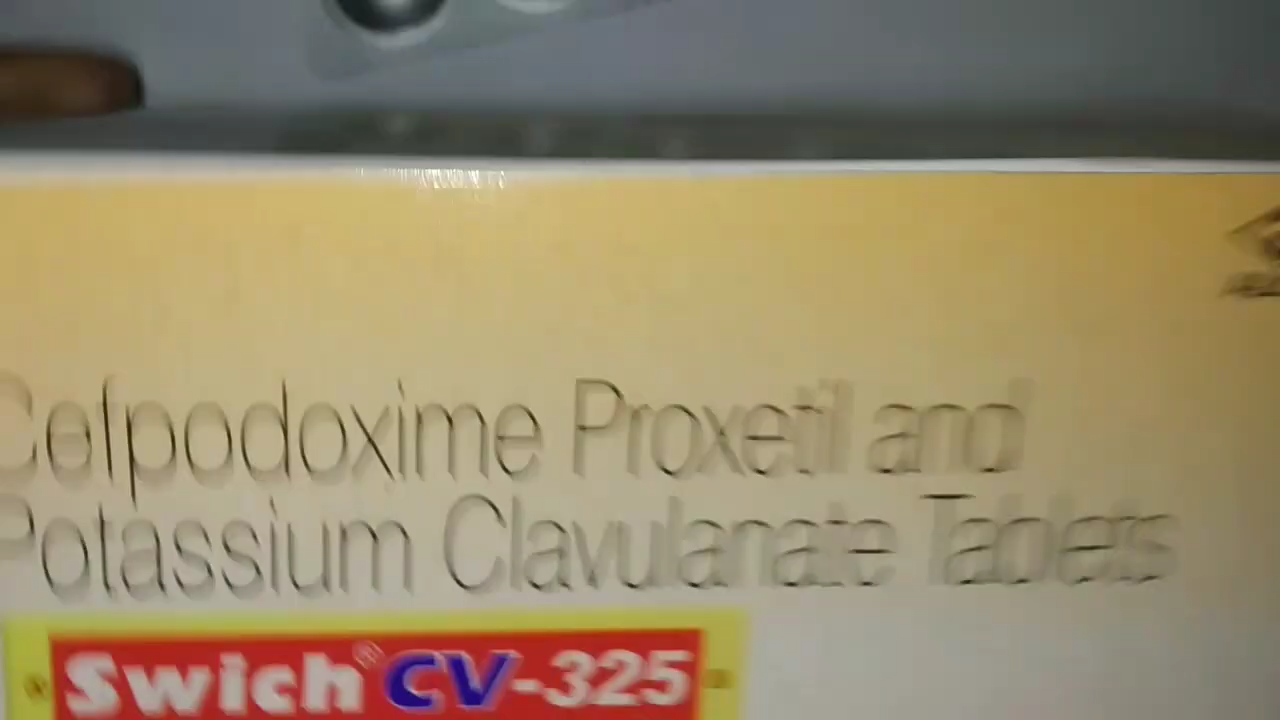 Cefpodoxime Proxetil and
Potassium Clavulanate Tablets
Swich® CV-325